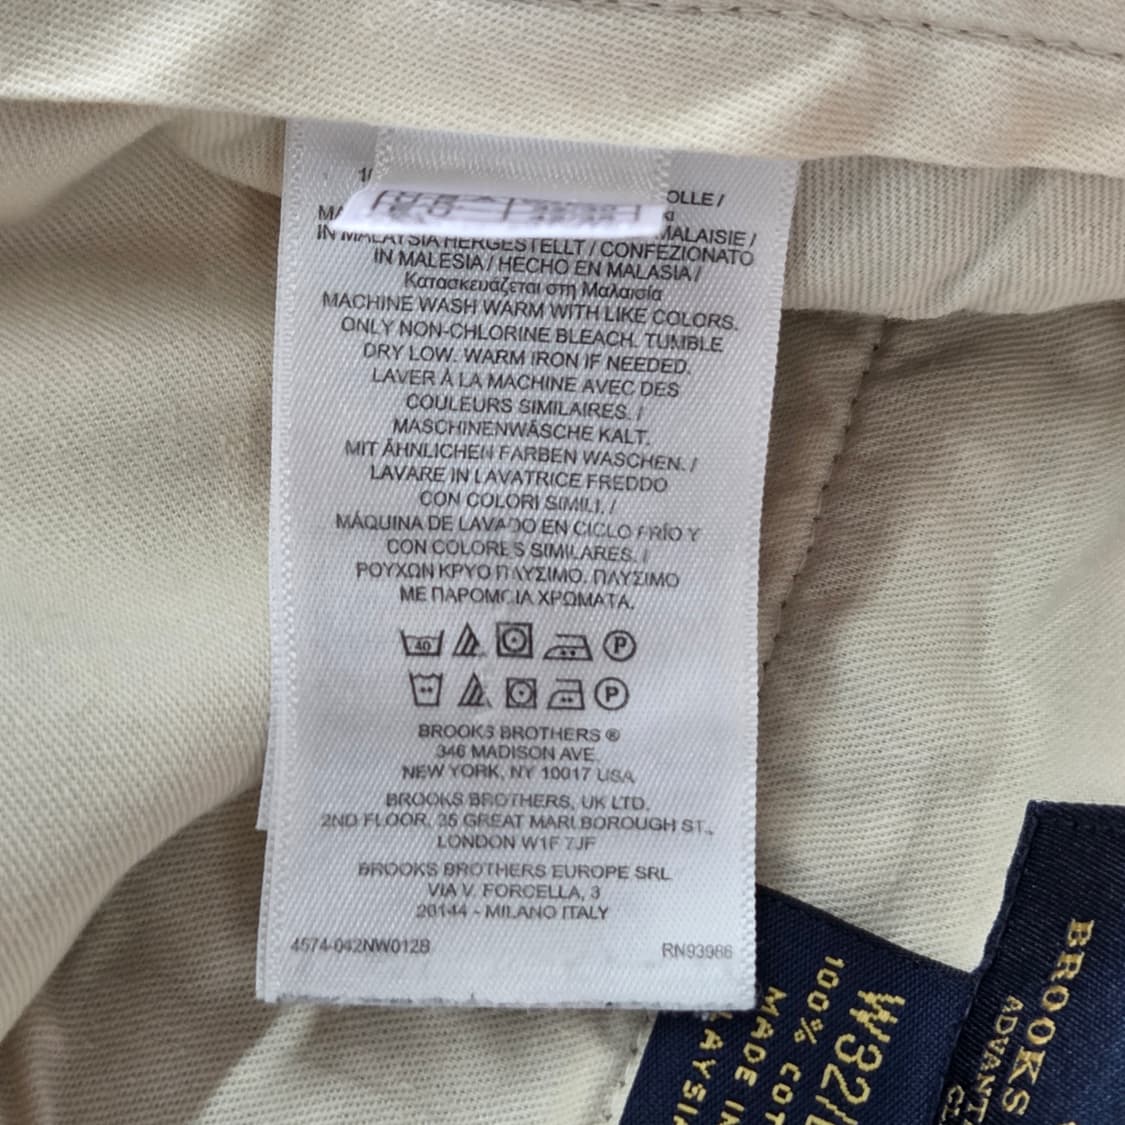 OLLE /
MALAISIE /
IN MALAYSIA HERGESTELLT / CONFEZIONATO
IN MALESIA / HECHO EN MALASIA /
Κατασκευάζεται στη Μαλαισία
MACHINE WASH WARM WITH LIKE COLORS.
ONLY NON-CHLORINE BLEACH. TUMBLE
DRY LOW. WARM IRON IF NEEDED.
LAVER À LA MACHINE AVEC DES
COULEURS SIMILAIRES. /
MASCHINENWÄSCHE KALT.
MIT ÄHNLICHEN FARBEN WASCHEN. /
LAVARE IN LAVATRICE FREDDO
CON COLORI SIMILI. /
MÁQUINA DE LAVADO EN CICLO FRÍO Y
CON COLORES SIMILARES. /
ΡΟΥΧΩΝ ΚΡΥΟ ΠΛΥΣΙΜΟ. ΠΛΥΣΙΜΟ
ΜΕ ΠΑΡΟΜΟΙΑ ΧΡΩΜΑΤΑ.
40 P
P
BROOKS BROTHERS ®
346 MADISON AVE.
NEW YORK, NY 10017 USA
BROOKS BROTHERS, UK LTD.
2ND FLOOR, 35 GREAT MARLBOROUGH ST.,
LONDON W1F 7JF
BROOKS BROTHERS EUROPE SRL
VIA V. FORCELLA, 3
20144 - MILANO ITALY
4574-042NW012B RN93966
BROOKS
ADVANT
CL
W32/
100% COT
MADE IN
LAYSIA